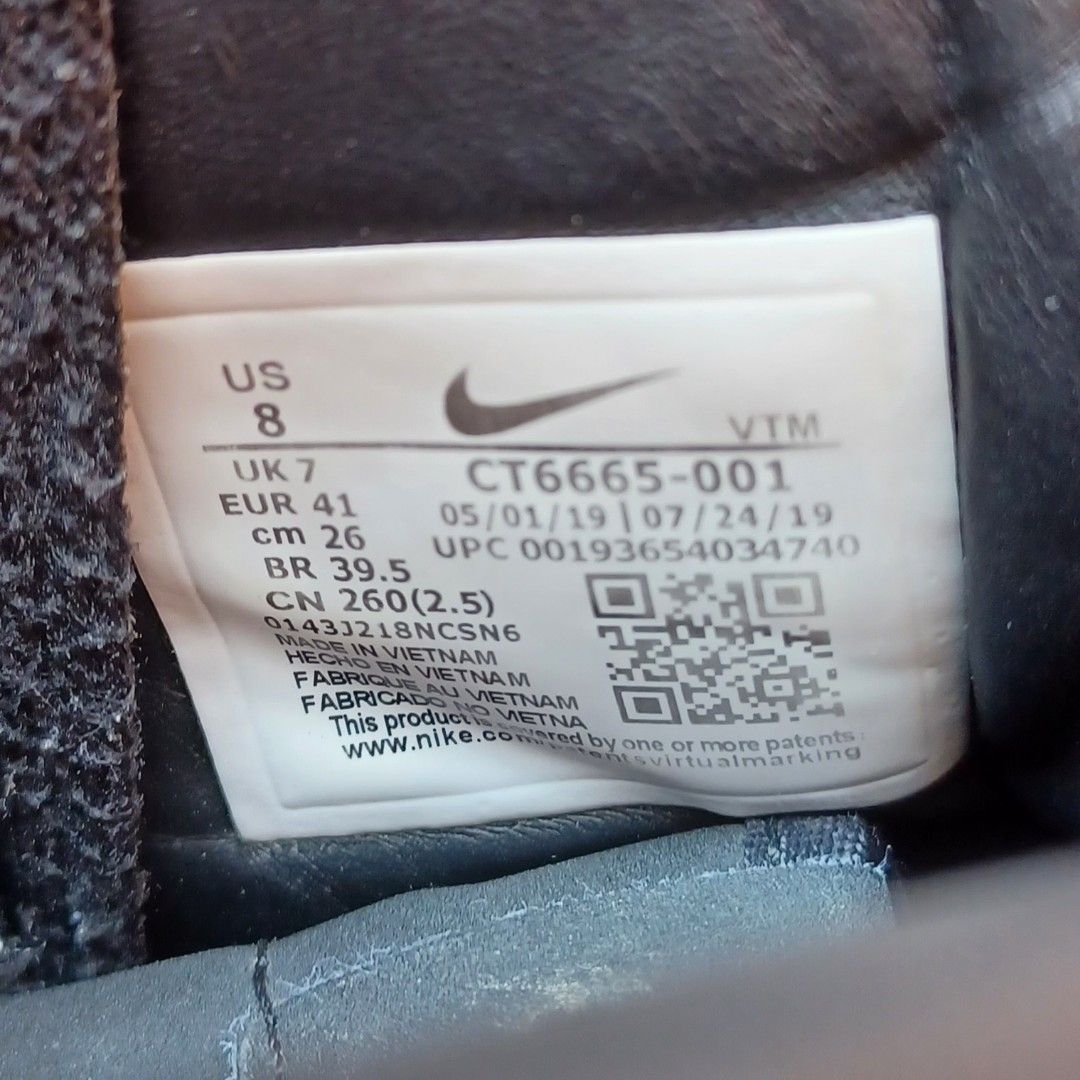 US
8
VTM
UK 7
CT6665-001
EUR 41
05/01/19 | 07/24/19
cm 26
UPC 00193654034740
BR 39.5
CN 260(2.5)
0143J218NCSN6
MADE IN VIETNAM
HECHO EN VIETNAM
FABRIQUE AU VIETNAM
FABRICADO NO VIETNA
This product is covered by one or more patents:
www.nike.com/patentsvirtualmarking